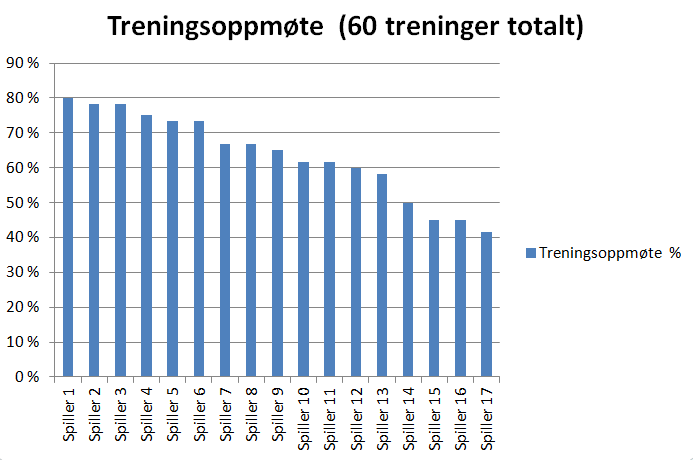 Treningsoppmøte  (60 treninger totalt)
90 %
80 %
70 %
60 %
50 %
40 %
30 %
20 %
10 %
0 %
Spiller 1
Spiller 2
Spiller 3
Spiller 4
Spiller 5
Spiller 6
Spiller 7
Spiller 8
Spiller 9
Spiller 10
Spiller 11
Spiller 12
Spiller 13
Spiller 14
Spiller 15
Spiller 16
Spiller 17
Treningsoppmøte  %